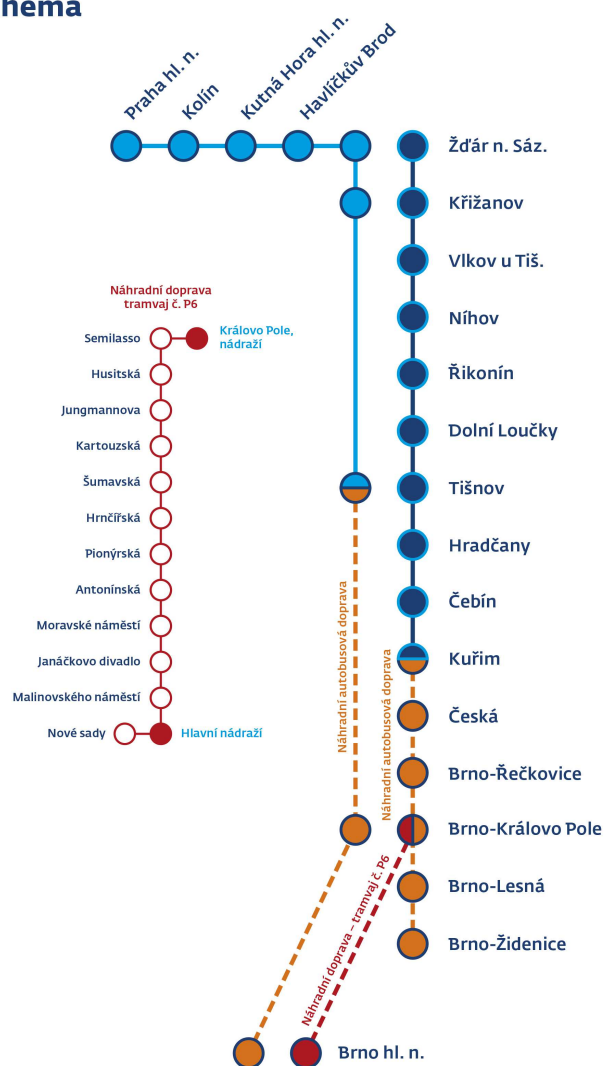 hema
Praha hl. n.
Kolín
Kutná Hora hl. n.
Havlíčkův Brod
Žďár n. Sáz.
Křižanov
Vlkov u Tiš.
Níhov
Řikonín
Dolní Loučky
Tišnov
Hradčany
Čebín
Kuřim
Česká
Brno-Řečkovice
Brno-Královo Pole
Brno-Lesná
Brno-Židenice
Brno hl. n.
Náhradní autobusová doprava
Náhradní autobusová doprava
Náhradní doprava – tramvaj č. P6
Náhradní doprava
tramvaj č. P6
Semilasso
Královo Pole,
nádraží
Husitská
Jungmannova
Kartouzská
Šumavská
Hrnčířská
Pionýrská
Antonínská
Moravské náměstí
Janáčkovo divadlo
Malinovského náměstí
Nové sady
Hlavní nádraží